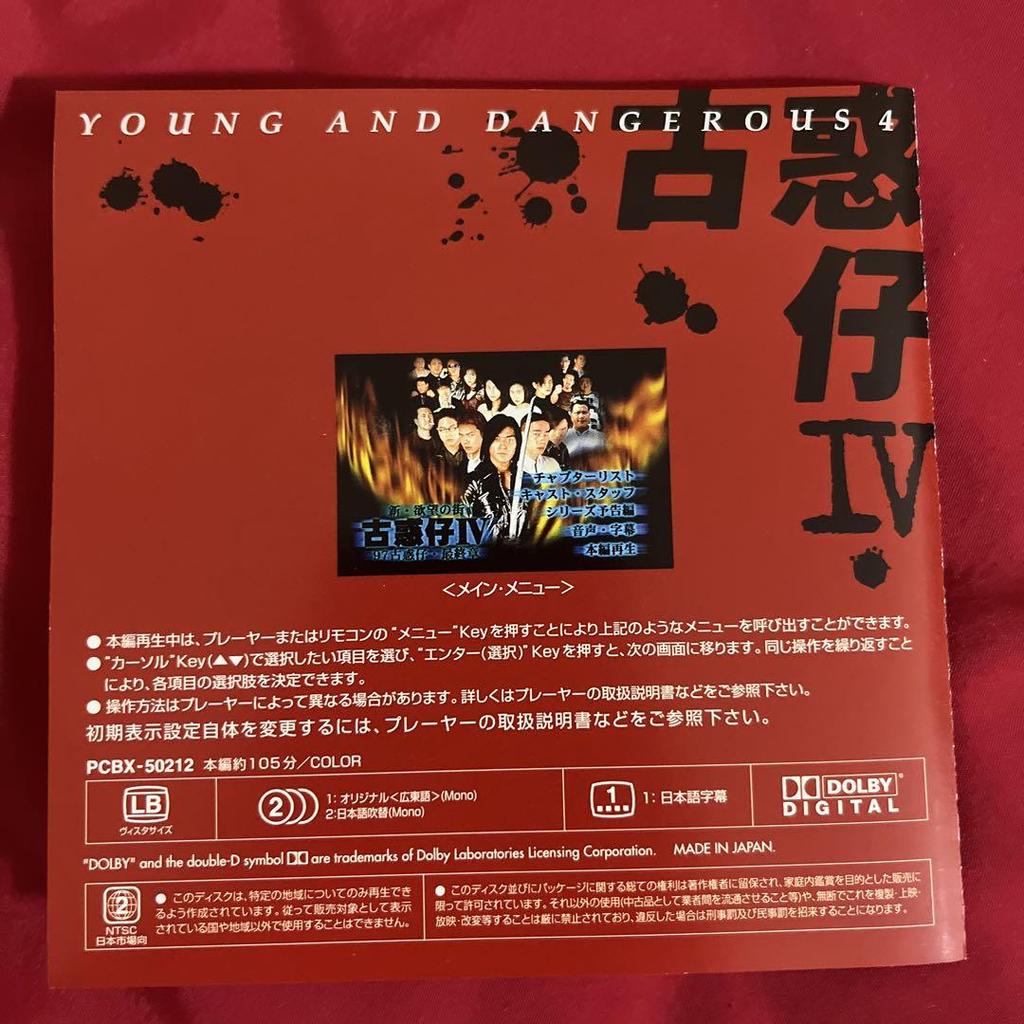 YOUNG AND DANGEROUS 4
古惑
仔
IV
チャプターリスト
キャスト・スタッフ
シリーズ予告編
音声・字幕
本編再生
新・欲望の街
古惑仔IV
97古惑仔・最終章
<メイン・メニュー>
● 本編再生中は、プレーヤーまたはリモコンの“メニュー”Keyを押すことにより上記のようなメニューを呼び出すことができます。
● “カーソル”Key(▲▼)で選択したい項目を選び、“エンター(選択)”Keyを押すと、次の画面に移ります。同じ操作を繰り返すこと
により、各項目の選択肢を決定できます。
● 操作方法はプレーヤーによって異なる場合があります。詳しくはプレーヤーの取扱説明書などをご参照下さい。
初期表示設定自体を変更するには、プレーヤーの取扱説明書などをご参照下さい。
PCBX-50212 本編約105分/COLOR
LB
ヴィスタサイズ
2
1: オリジナル<広東語>(Mono)
2:日本語吹替(Mono)
1
1: 日本語字幕
DOLBY
DIGITAL
"DOLBY" and the double-D symbol are trademarks of Dolby Laboratories Licensing Corporation. MADE IN JAPAN.
2
NTSC
日本市場向
● このディスクは、特定の地域についてのみ再生でき
るよう作成されています。従って販売対象として表示
されている国や地域以外で使用することはできません。
● このディスク並びにパッケージに関する総ての権利は著作権者に留保され、家庭内鑑賞を目的とした販売に
限って許可されています。それ以外の使用(中古品として業者間を流通させること等)や、無断でこれを複製・上映・
放映・改変等することは厳に禁止されており、違反した場合は刑事罰及び民事罰を招来することになります。